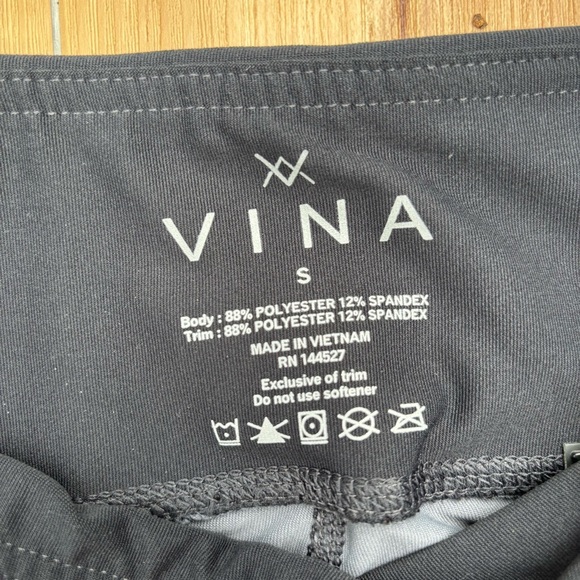 VINA
S
Body : 88% POLYESTER 12% SPANDEX
Trim : 88% POLYESTER 12% SPANDEX
MADE IN VIETNAM
RN 144527
Exclusive of trim
Do not use softener